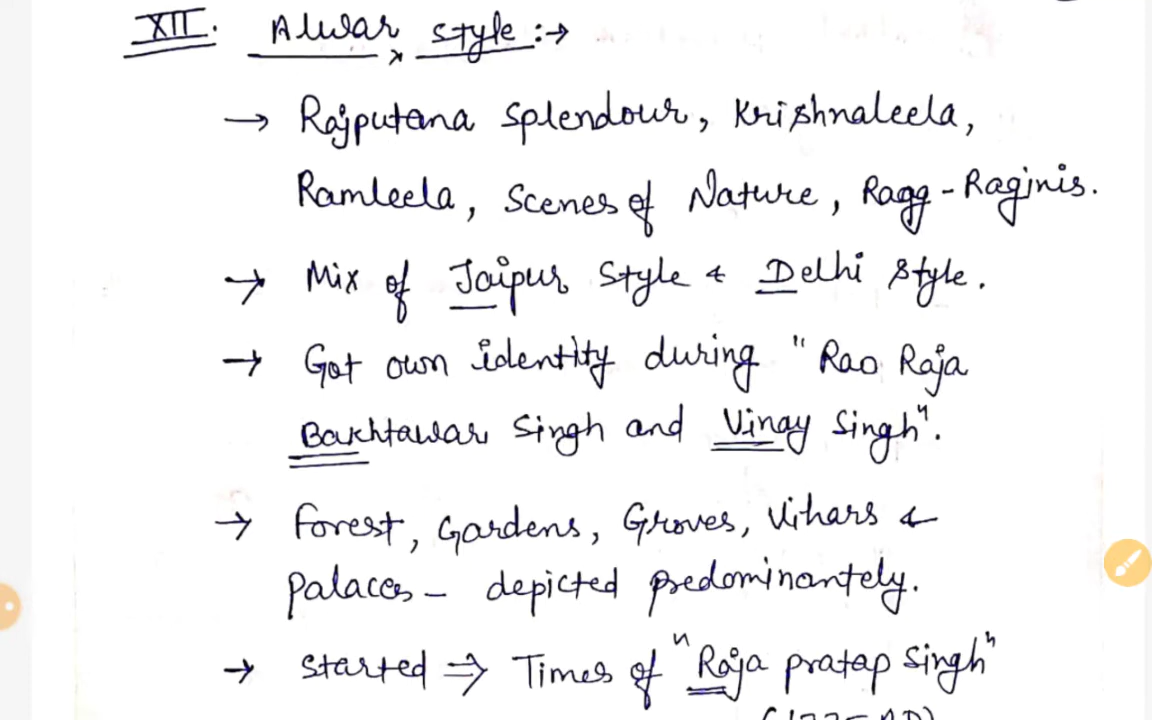 XII. Alwar Style :→
→ Rajputana Splendour, Krishnaleela,
Ramleela, Scenes of Nature, Ragg - Raginis.
→ Mix of Jaipur Style & Delhi Style.
→ Got own identity during "Rao Raja
Bakhtawar Singh and Vinay Singh".
→ Forest, Gardens, Groves, Vihars &
Palaces - depicted predominantely.
→ Started ⇒ Times of "Raja pratap Singh"